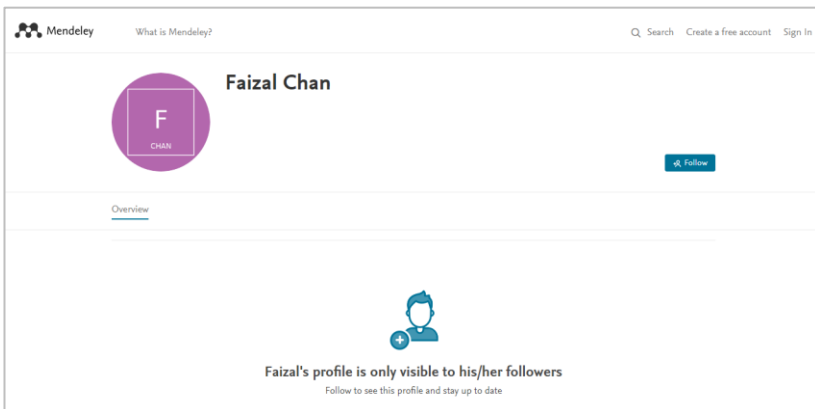 Mendeley What is Mendeley? Search Create a free account Sign In
Faizal Chan
F
CHAN
Follow
Overview
Faizal's profile is only visible to his/her followers
Follow to see this profile and stay up to date